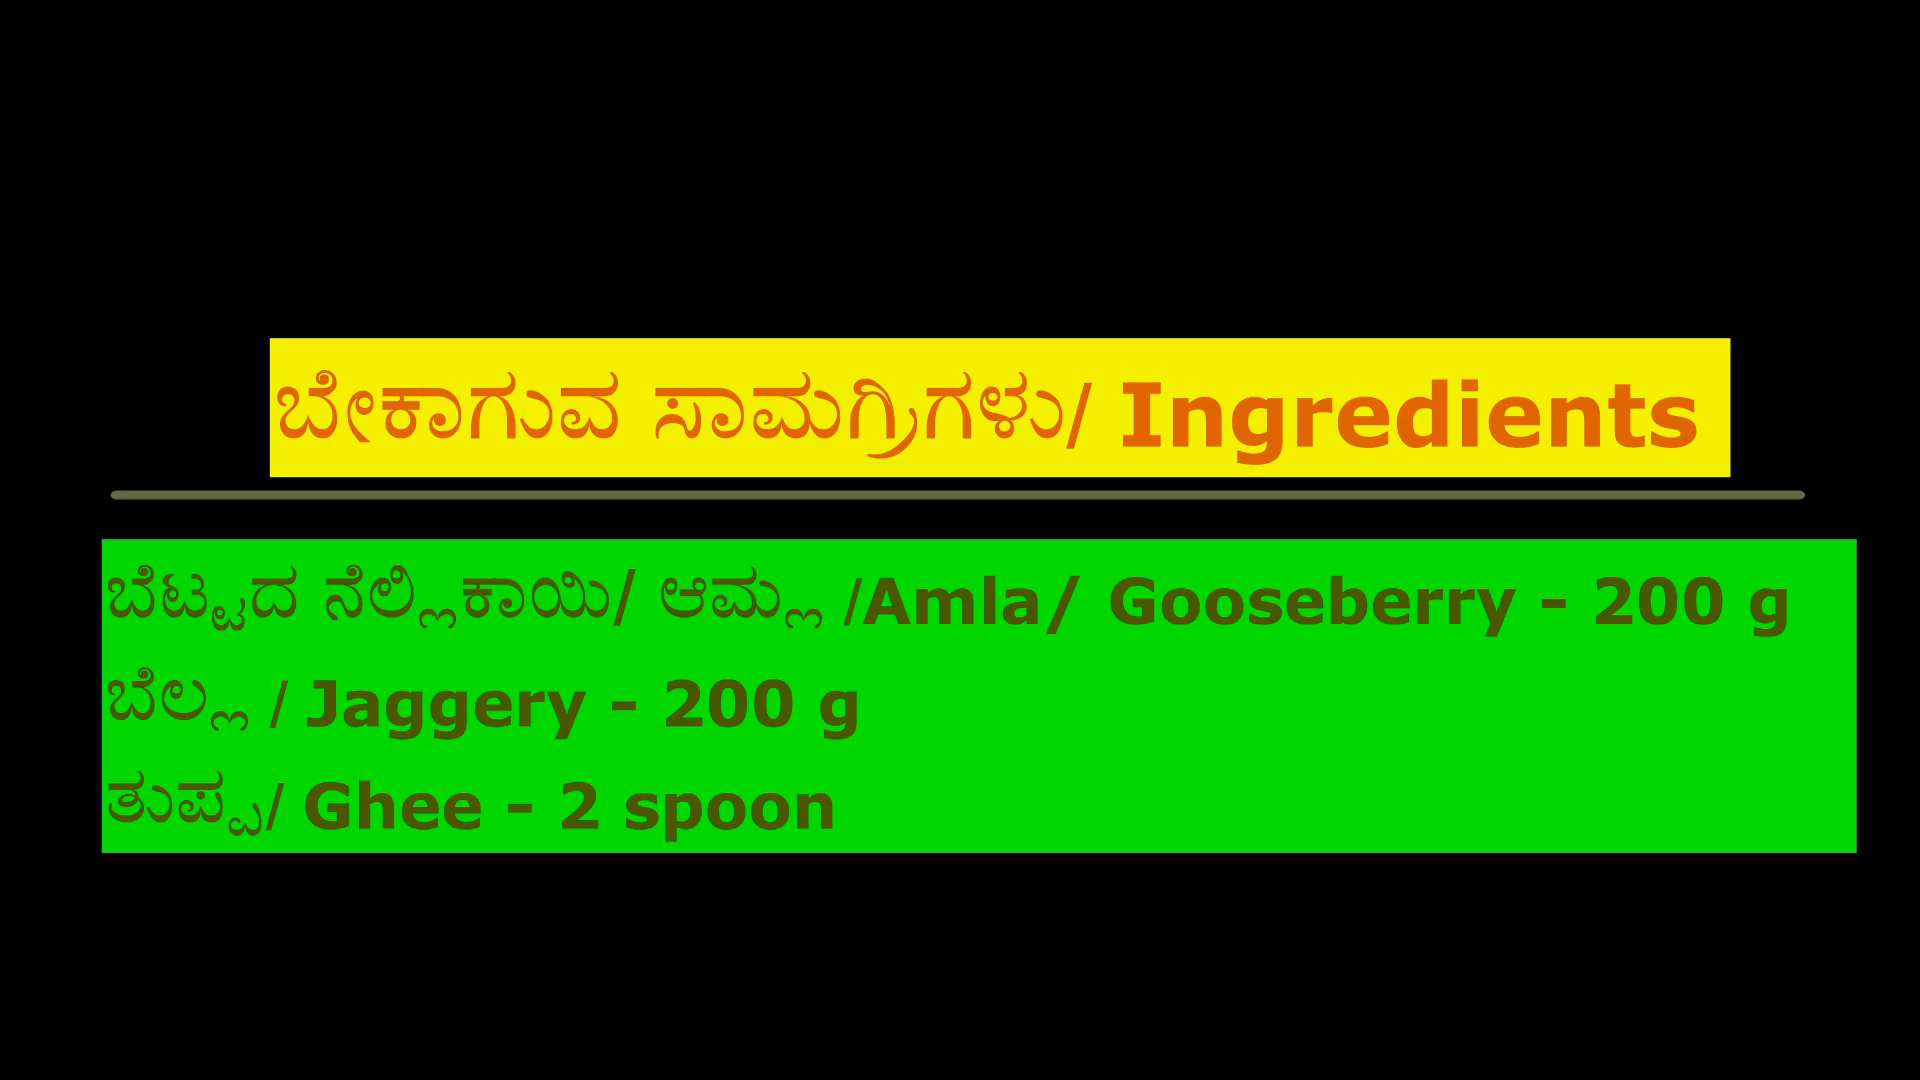 ಬೇಕಾಗುವ ಸಾಮಗ್ರಿಗಳು/ Ingredients
ಬೆಟ್ಟದ ನೆಲ್ಲಿಕಾಯಿ/ ಆಮ್ಲ /Amla/ Gooseberry - 200 g
ಬೆಲ್ಲ / Jaggery - 200 g
ತುಪ್ಪ/ Ghee - 2 spoon